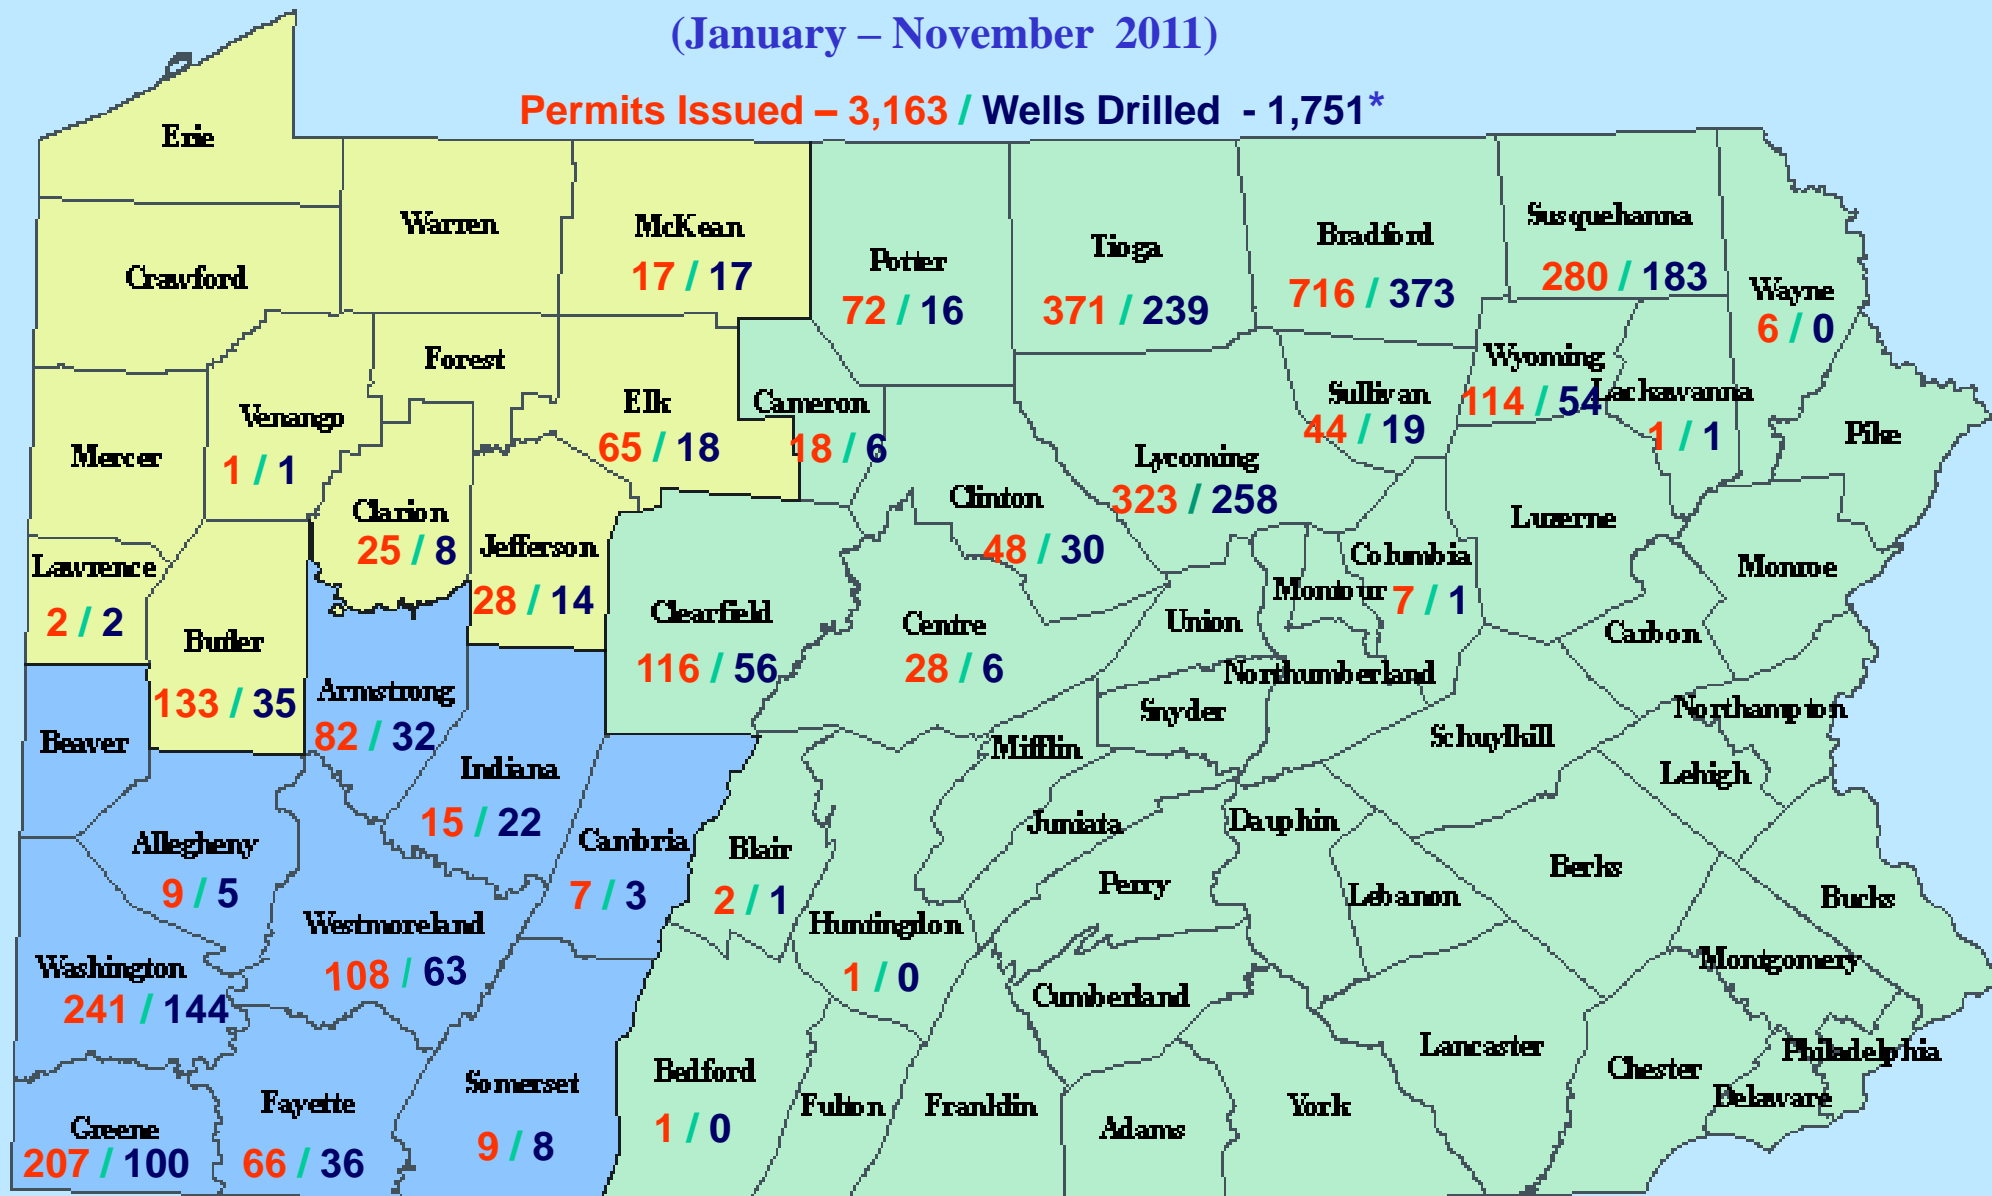 (January – November 2011)
Permits Issued – 3,163 / Wells Drilled - 1,751*
Erie
Warren
McKean
17 / 17
Potter
72 / 16
Tioga
371 / 239
Bradford
716 / 373
Susquehanna
280 / 183
Wayne
6 / 0
Crawford
Forest
Venango
1 / 1
Elk
65 / 18
Cameron
18 / 6
Sullivan
44 / 19
Wyoming
114 / 54
Lackawanna
1 / 1
Pike
Mercer
Clarion
25 / 8
Jefferson
28 / 14
Clinton
48 / 30
Lycoming
323 / 258
Columbia
7 / 1
Luzerne
Monroe
Lawrence
2 / 2
Butler
133 / 35
Clearfield
116 / 56
Centre
28 / 6
Union
Montour
Northumberland
Carbon
Armstrong
82 / 32
Snyder
Northampton
Beaver
Indiana
15 / 22
Mifflin
Schuylkill
Lehigh
Allegheny
9 / 5
Cambria
7 / 3
Blair
2 / 1
Juniata
Dauphin
Berks
Perry
Lebanon
Bucks
Westmoreland
108 / 63
Huntingdon
1 / 0
Washington
241 / 144
Cumberland
Montgomery
Lancaster
Philadelphia
Chester
Delaware
Somerset
9 / 8
Bedford
1 / 0
Fulton
Franklin
Adams
York
Greene
207 / 100
Fayette
66 / 36